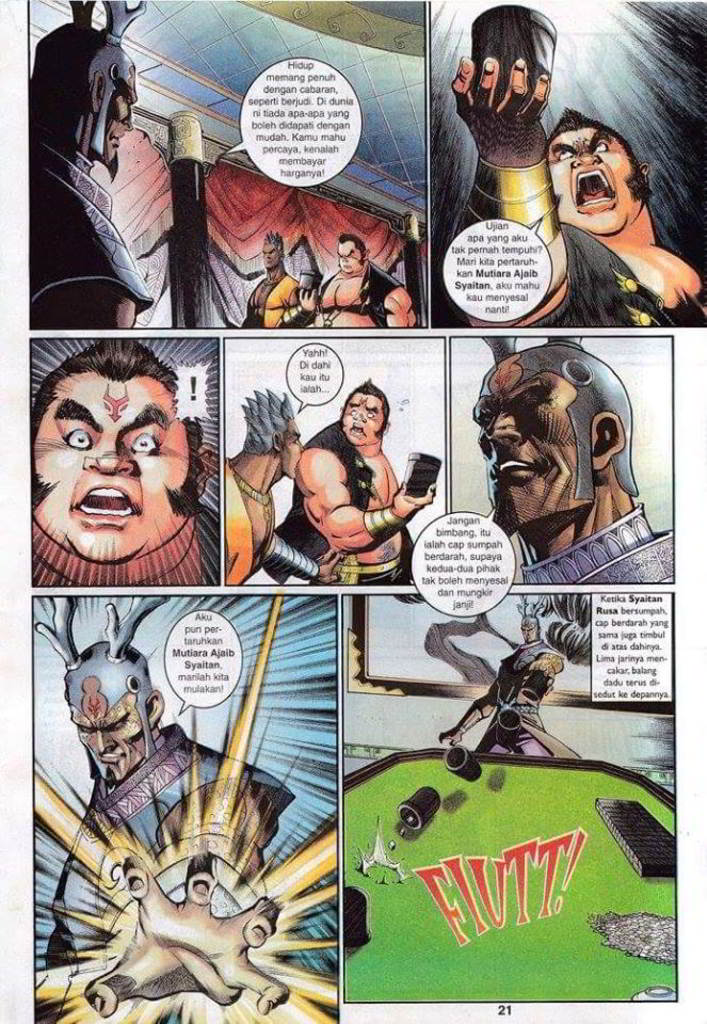 Hidup
memang penuh
dengan cabaran,
seperti berjudi. Di dunia
ni tiada apa-apa yang
boleh didapati dengan
mudah. Kamu mahu
percaya, kenalah
membayar
harganya!
Ujian
apa yang aku
tak pernah tempuhi?
Mari kita pertaruh-
kan Mutiara Ajaib
Syaitan, aku mahu
kau menyesal
nanti!
!
Yahh!
Di dahi
kau itu
ialah...
Jangan
bimbang, itu
ialah cap sumpah
berdarah, supaya
kedua-dua pihak
tak boleh menyesal
dan mungkir
janji!
Aku
pun per-
taruhkan
Mutiara Ajaib
Syaitan,
marilah kita
mulakan!
Ketika Syaitan
Rusa bersumpah,
cap berdarah yang
sama juga timbul
di atas dahinya.
Lima jarinya men-
cakar, balang
dadu terus di-
sedut ke depannya.
FIUTT!
21